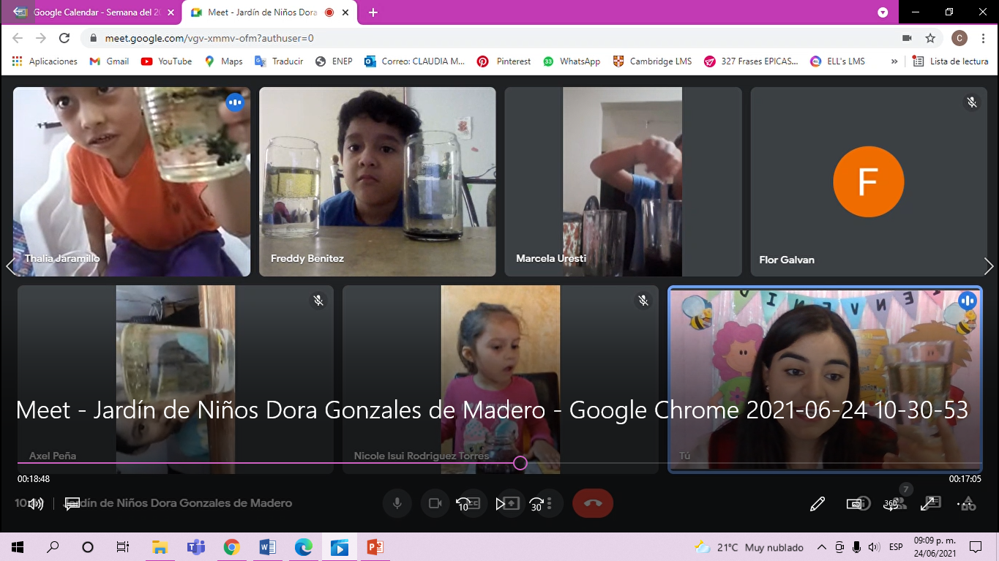 Google Calendar - Semana del 2
Meet - Jardín de Niños Dora
meet.google.com/vgv-xmmv-ofm?authuser=0
C
Aplicaciones
Gmail
YouTube
Maps
Traducir
ENEP
Correo: CLAUDIA M...
Pinterest
33
WhatsApp
Cambridge LMS
327 Frases EPICAS...
ELL's LMS
»
Lista de lectura
Thalia Jaramillo
Freddy Benitez
Marcela Uresti
F
Flor Galvan
ENVENID
Meet - Jardín de Niños Dora Gonzales de Madero - Google Chrome 2021-06-24 10-30-53
Axel Peña
Nicole Isui Rodriguez Torres
Tú
00:18:48
00:17:05
Jardín de Niños Dora Gonzales de Madero
10
30
7
360
21°C Muy nublado
ESP
09:09 p. m.
24/06/2021